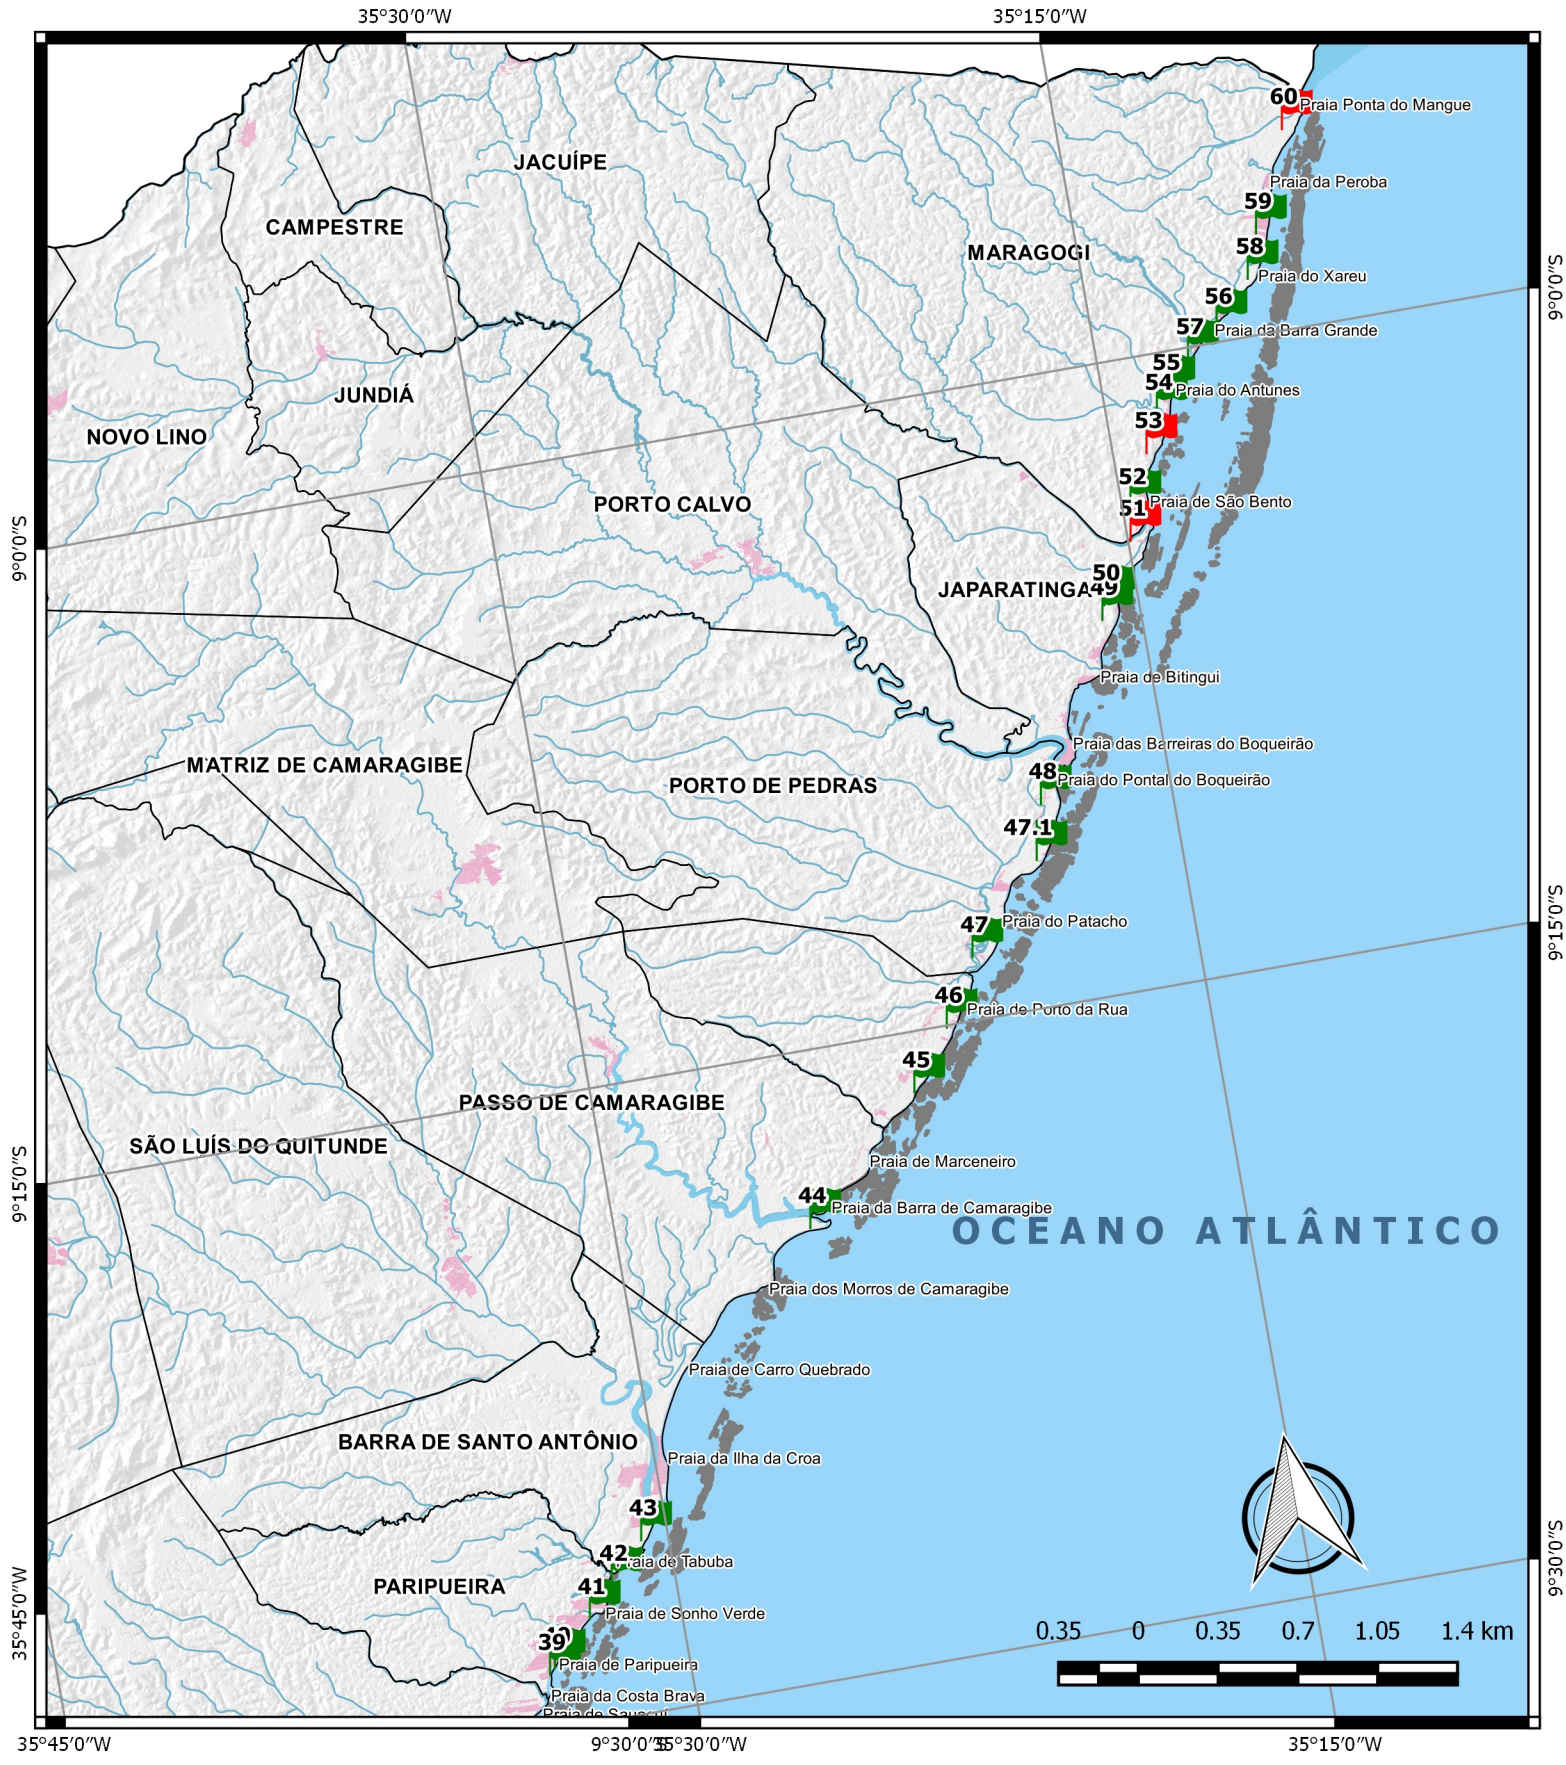 35°30′0″W
35°15′0″W
60
Praia Ponta do Mangue
JACUÍPE
Praia da Peroba
59
CAMPESTRE
58
MARAGOGI
Praia do Xareu
56
9°0′0″S
57
Praia da Barra Grande
55
54
Praia do Antunes
JUNDIÁ
53
NOVO LINO
52
PORTO CALVO
Praia de São Bento
51
9°0′0″S
50
JAPARATINGA
49
Praia de Bitingui
Praia das Barreiras do Boqueirão
MATRIZ DE CAMARAGIBE
48
Praia do Pontal do Boqueirão
PORTO DE PEDRAS
47.1
47
Praia do Patacho
9°15′0″S
46
Praia de Porto da Rua
45
PASSO DE CAMARAGIBE
SÃO LUÍS DO QUITUNDE
Praia de Marceneiro
9°15′0″S
44
Praia da Barra de Camaragibe
OCEANO ATLÂNTICO
Praia dos Morros de Camaragibe
Praia de Carro Quebrado
BARRA DE SANTO ANTÔNIO
Praia da Ilha da Croa
43
42
Praia de Tabuba
9°30′0″S
PARIPUEIRA
41
35°45′0″W
Praia de Sonho Verde
0.35 0 0.35 0.7 1.05 1.4 km
39
Praia de Paripueira
Praia da Costa Brava
35°45′0″W
9°30′0″S
35°30′0″W
35°15′0″W